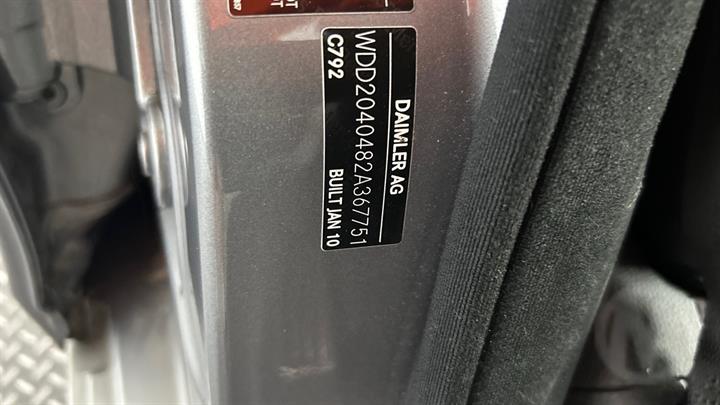 DAIMLER AG
WDD2040482A367751
C792 BUILT JAN 10